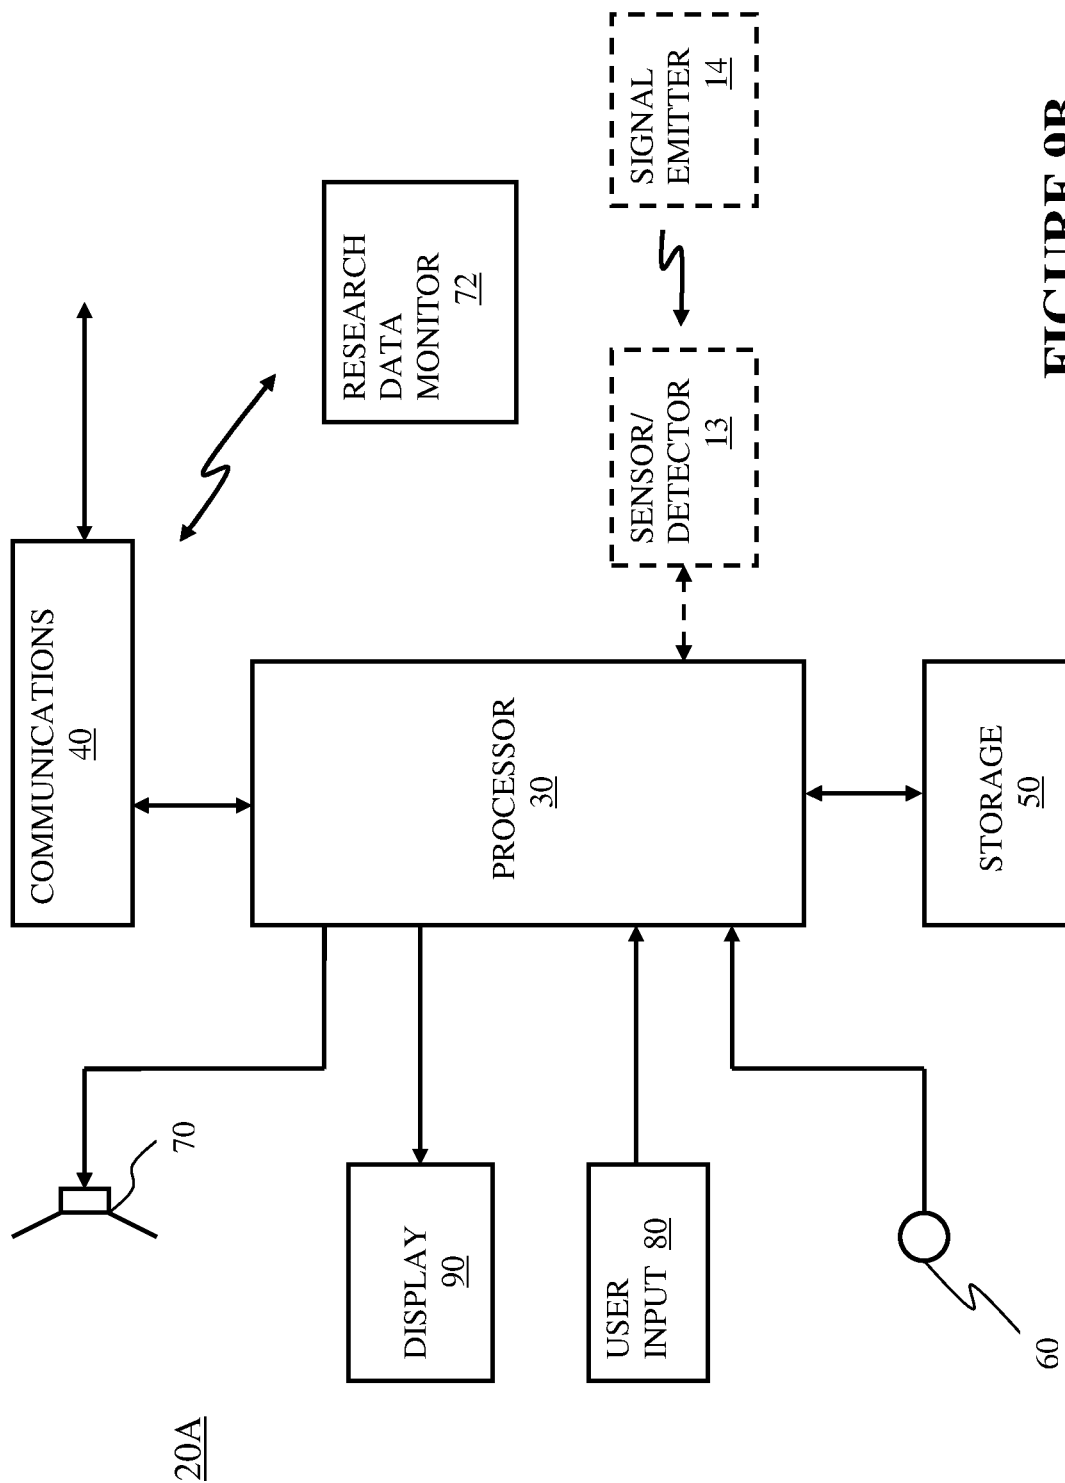 20A
COMMUNICATIONS
40
70
RESEARCH
DATA
MONITOR
72
DISPLAY
90
PROCESSOR
30
USER
INPUT 80
SENSOR/
DETECTOR
13
SIGNAL
EMITTER
14
STORAGE
50
60
FIGURE